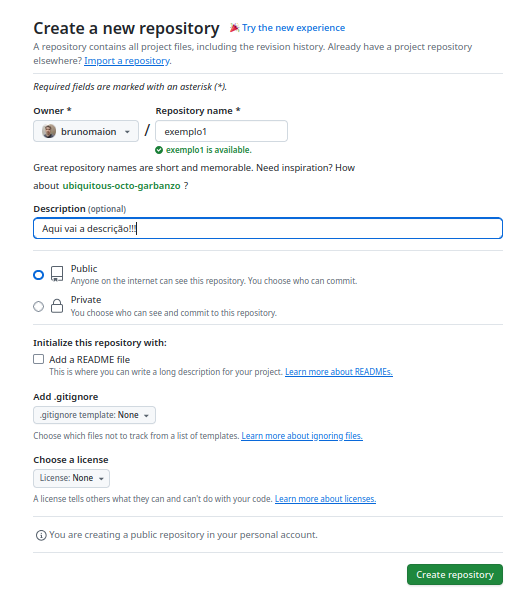 Create a new repository Try the new experience
A repository contains all project files, including the revision history. Already have a project repository
elsewhere? Import a repository.
Required fields are marked with an asterisk (*).
Owner * Repository name *
brunomaion / exemplo1
exemplo1 is available.
Great repository names are short and memorable. Need inspiration? How
about ubiquitous-octo-garbanzo ?
Description (optional)
Aqui vai a descrição!!!
Public
Anyone on the internet can see this repository. You choose who can commit.
Private
You choose who can see and commit to this repository.
Initialize this repository with:
Add a README file
This is where you can write a long description for your project. Learn more about READMEs.
Add .gitignore
.gitignore template: None
Choose which files not to track from a list of templates. Learn more about ignoring files.
Choose a license
License: None
A license tells others what they can and can't do with your code. Learn more about licenses.
You are creating a public repository in your personal account.
Create repository